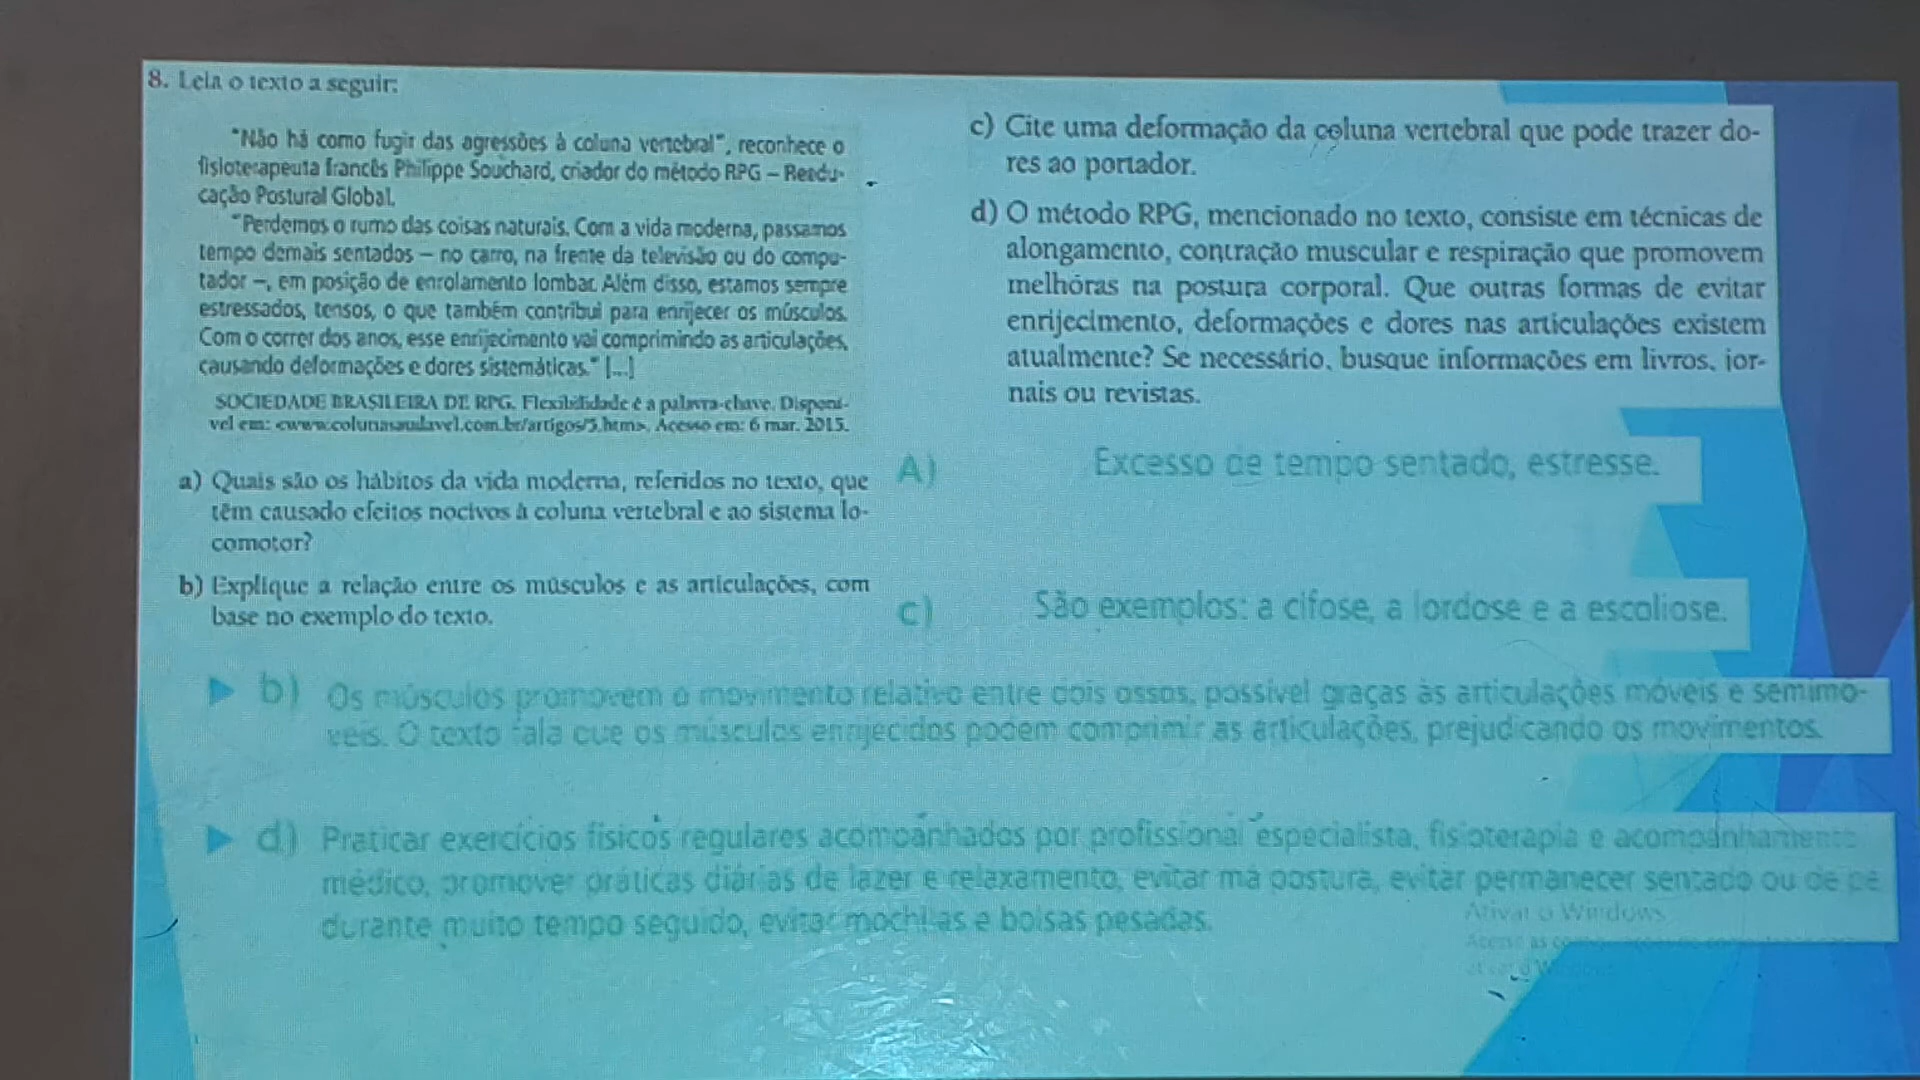 8. Leia o texto a seguir:
"Não há como fugir das agressões à coluna vertebral", reconhece o
fisioterapeuta francês Philippe Souchard, criador do método RPG – Reedu-
cação Postural Global.
"Perdemos o rumo das coisas naturais. Com a vida moderna, passamos
tempo demais sentados – no carro, na frente da televisão ou do compu-
tador –, em posição de enrolamento lombar. Além disso, estamos sempre
estressados, tensos, o que também contribui para enrijecer os músculos.
Com o correr dos anos, esse enrijecimento vai comprimindo as articulações,
causando deformações e dores sistemáticas." [...]
SOCIEDADE BRASILEIRA DE RPG. Flexibilidade é a palavra-chave. Disponí-
vel em: <www.colunasaudavel.com.br/artigos/3.htm>. Acesso em: 6 mar. 2015.
a) Quais são os hábitos da vida moderna, referidos no texto, que
têm causado efeitos nocivos à coluna vertebral e ao sistema lo-
comotor?
b) Explique a relação entre os músculos e as articulações, com
base no exemplo do texto.
c) Cite uma deformação da coluna vertebral que pode trazer do-
res ao portador.
d) O método RPG, mencionado no texto, consiste em técnicas de
alongamento, contração muscular e respiração que promovem
melhoras na postura corporal. Que outras formas de evitar
enrijecimento, deformações e dores nas articulações existem
atualmente? Se necessário, busque informações em livros, jor-
nais ou revistas.
A) Excesso de tempo sentado, estresse.
c) São exemplos: a cifose, a lordose e a escoliose.
b) Os músculos promovem o movimento relativo entre dois ossos, possível graças às articulações móveis e semimó-
veis. O texto fala que os músculos enrijecidos podem comprimir as articulações, prejudicando os movimentos.
d) Praticar exercícios físicos regulares acompanhados por profissional especialista, fisioterapia e acompanhamento
médico, promover práticas diárias de lazer e relaxamento, evitar má postura, evitar permanecer sentado ou de pé
durante muito tempo seguido, evitar mochilas e bolsas pesadas.
Ativar o Windows